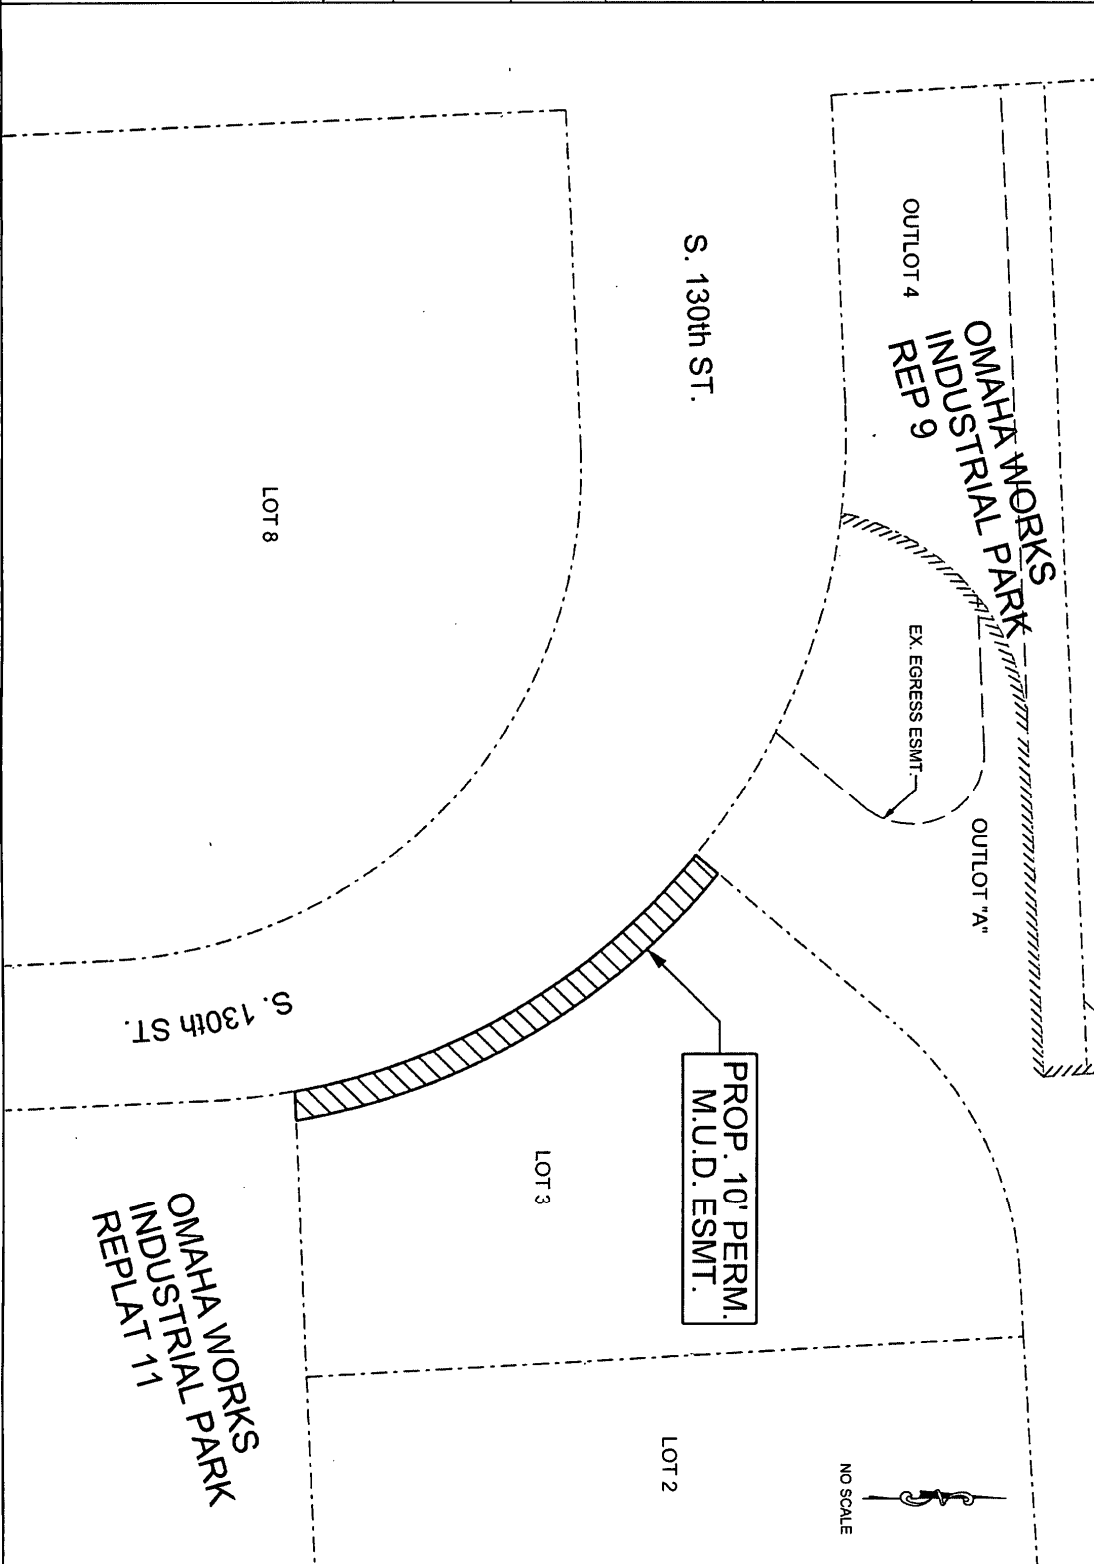 S. 130th ST.
OUTLOT 4
OMAHA WORKS
INDUSTRIAL PARK
REP 9
EX. EGRESS ESMT.
OUTLOT "A"
LOT 8
S. 130th ST.
PROP. 10' PERM.
M.U.D. ESMT.
LOT 3
OMAHA WORKS
INDUSTRIAL PARK
REPLAT 11
LOT 2
NO SCALE